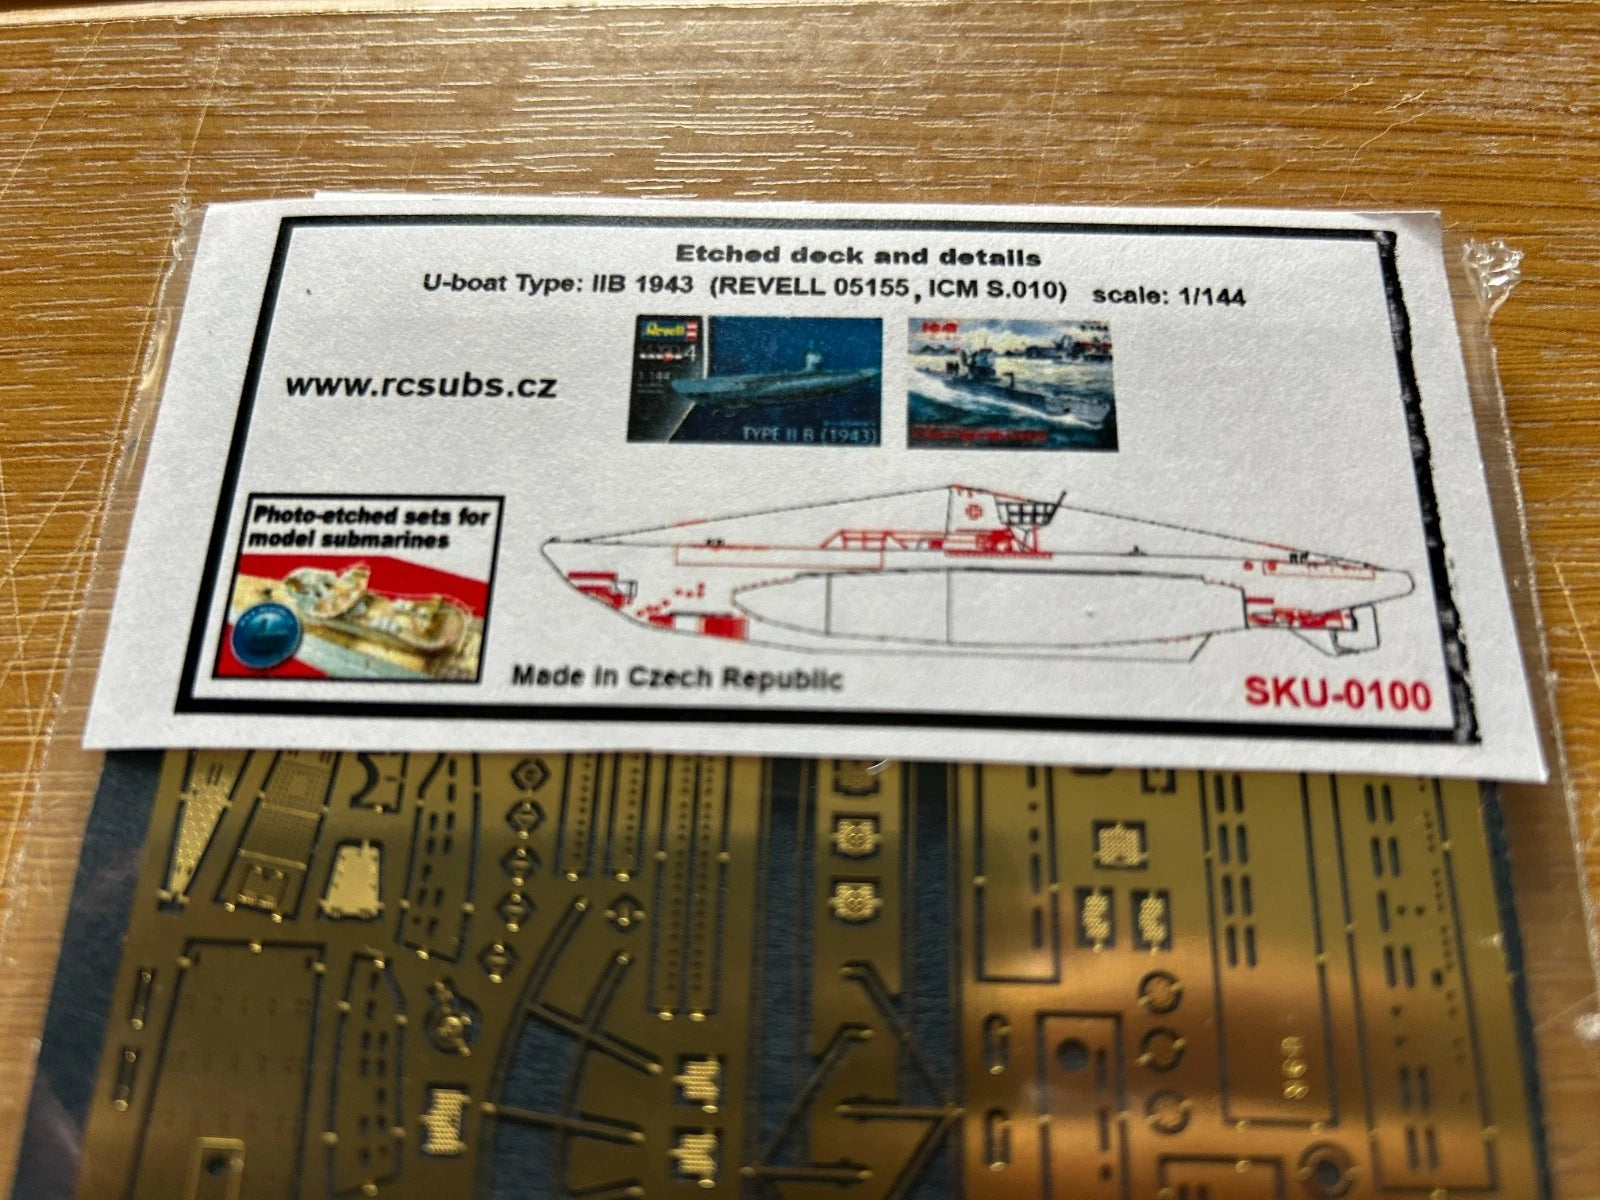 Etched deck and details
U-boat Type: IIB 1943 (REVELL 05155, ICM S.010) scale: 1/144
Revell
ICM
TYPE II B (1943)
www.rcsubs.cz
Photo-etched sets for
model submarines
Made in Czech Republic
SKU-0100